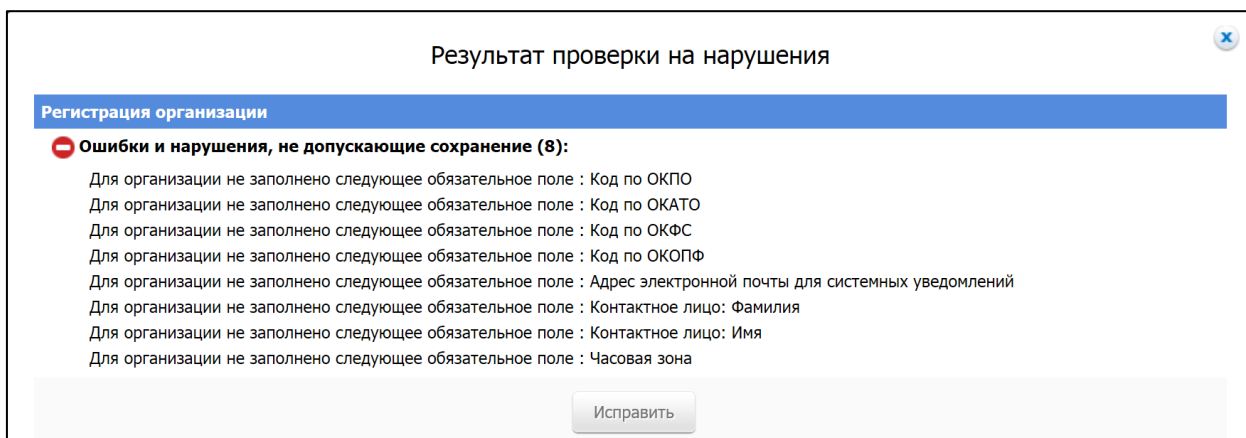 Результат проверки на нарушения
x
Регистрация организации
Ошибки и нарушения, не допускающие сохранение (8):
Для организации не заполнено следующее обязательное поле : Код по ОКПО
Для организации не заполнено следующее обязательное поле : Код по ОКАТО
Для организации не заполнено следующее обязательное поле : Код по ОКФС
Для организации не заполнено следующее обязательное поле : Код по ОКОПФ
Для организации не заполнено следующее обязательное поле : Адрес электронной почты для системных уведомлений
Для организации не заполнено следующее обязательное поле : Контактное лицо: Фамилия
Для организации не заполнено следующее обязательное поле : Контактное лицо: Имя
Для организации не заполнено следующее обязательное поле : Часовая зона
Исправить